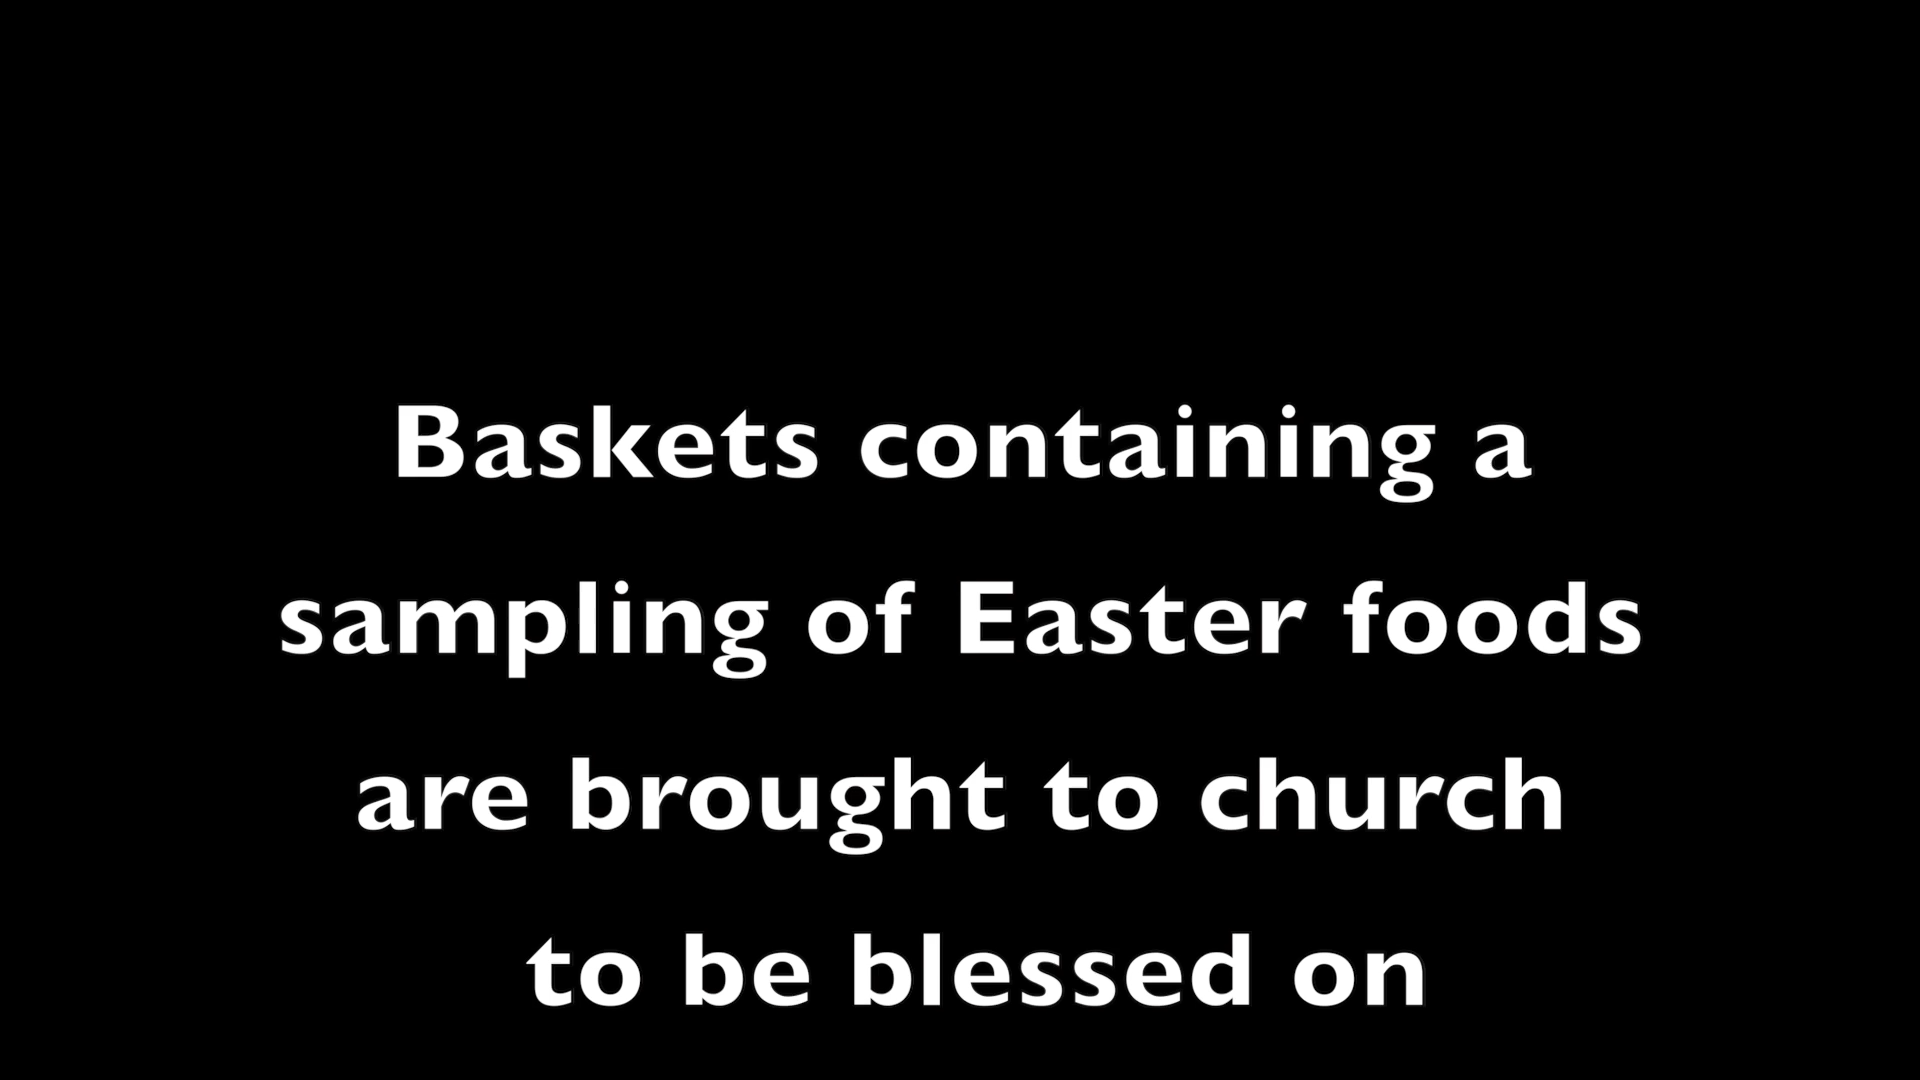 Baskets containing a
sampling of Easter foods
are brought to church
to be blessed on